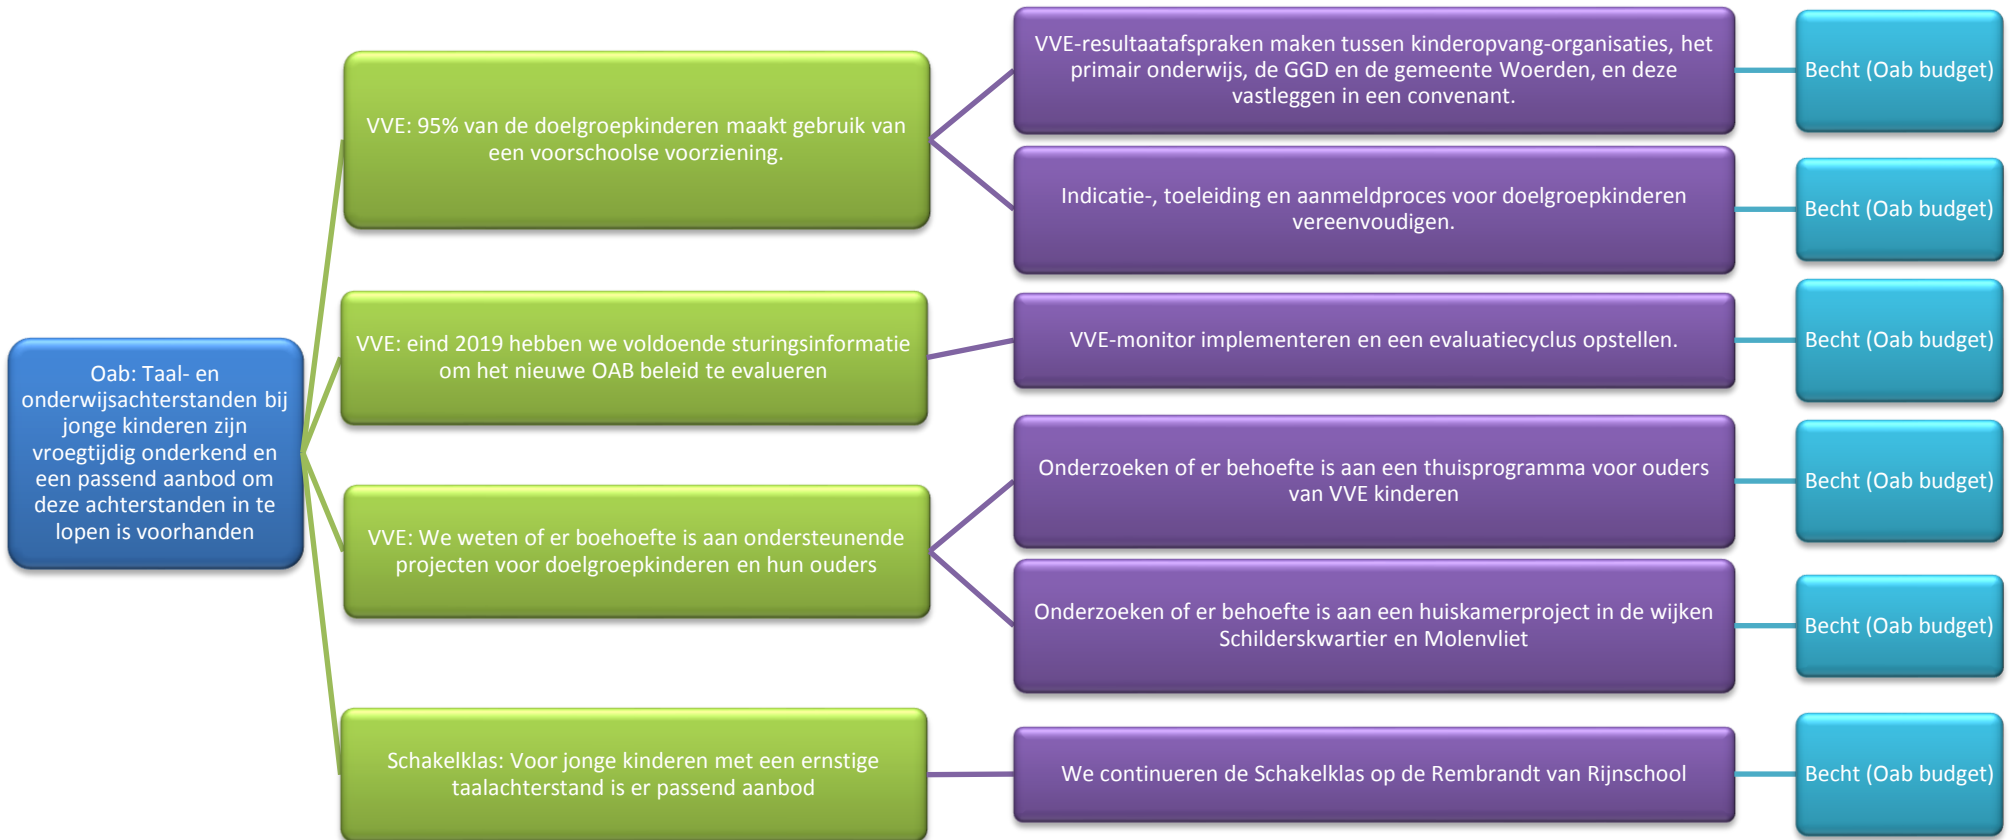 Oab: Taal- en
onderwijsachterstanden bij
jonge kinderen zijn
vroegtijdig onderkend en
een passend aanbod om
deze achterstanden in te
lopen is voorhanden
VVE: 95% van de doelgroepkinderen maakt gebruik van
een voorschoolse voorziening.
VVE-resultaatafspraken maken tussen kinderopvang-organisaties, het
primair onderwijs, de GGD en de gemeente Woerden, en deze
vastleggen in een convenant.
Becht (Oab budget)
Indicatie-, toeleiding en aanmeldproces voor doelgroepkinderen
vereenvoudigen.
Becht (Oab budget)
VVE: eind 2019 hebben we voldoende sturingsinformatie
om het nieuwe OAB beleid te evalueren
VVE-monitor implementeren en een evaluatiecyclus opstellen.
Becht (Oab budget)
VVE: We weten of er boehoefte is aan ondersteunende
projecten voor doelgroepkinderen en hun ouders
Onderzoeken of er behoefte is aan een thuisprogramma voor ouders
van VVE kinderen
Becht (Oab budget)
Onderzoeken of er behoefte is aan een huiskamerproject in de wijken
Schilderskwartier en Molenvliet
Becht (Oab budget)
Schakelklas: Voor jonge kinderen met een ernstige
taalachterstand is er passend aanbod
We continueren de Schakelklas op de Rembrandt van Rijnschool
Becht (Oab budget)